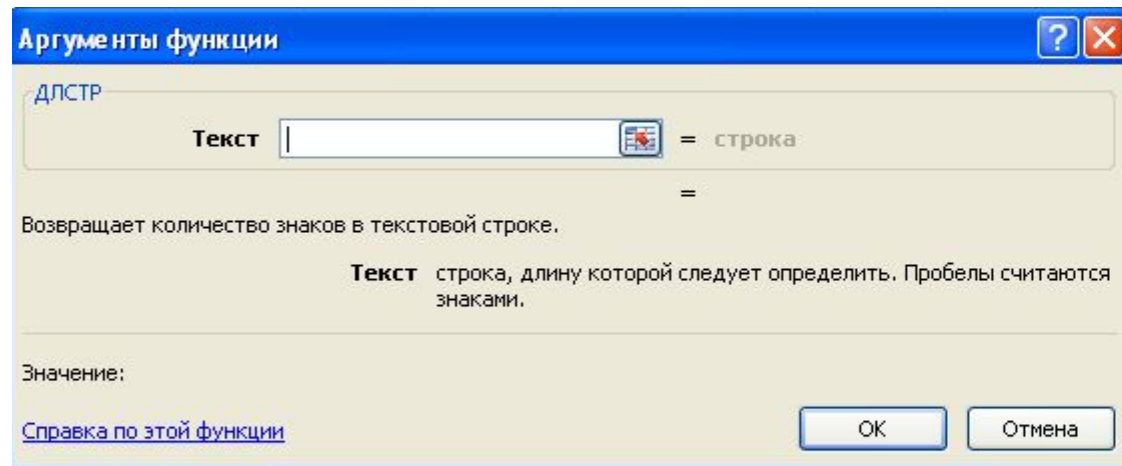 Аргументы функции
ДЛСТР
Текст = строка
=
Возвращает количество знаков в текстовой строке.
Текст строка, длину которой следует определить. Пробелы считаются
знаками.
Значение:
Справка по этой функции OK Отмена